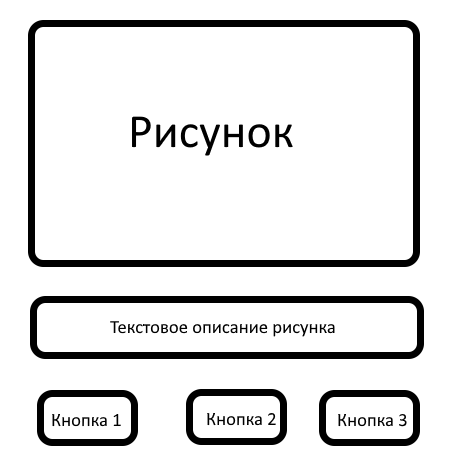 Рисунок
Текстовое описание рисунка
Кнопка 1
Кнопка 2
Кнопка 3